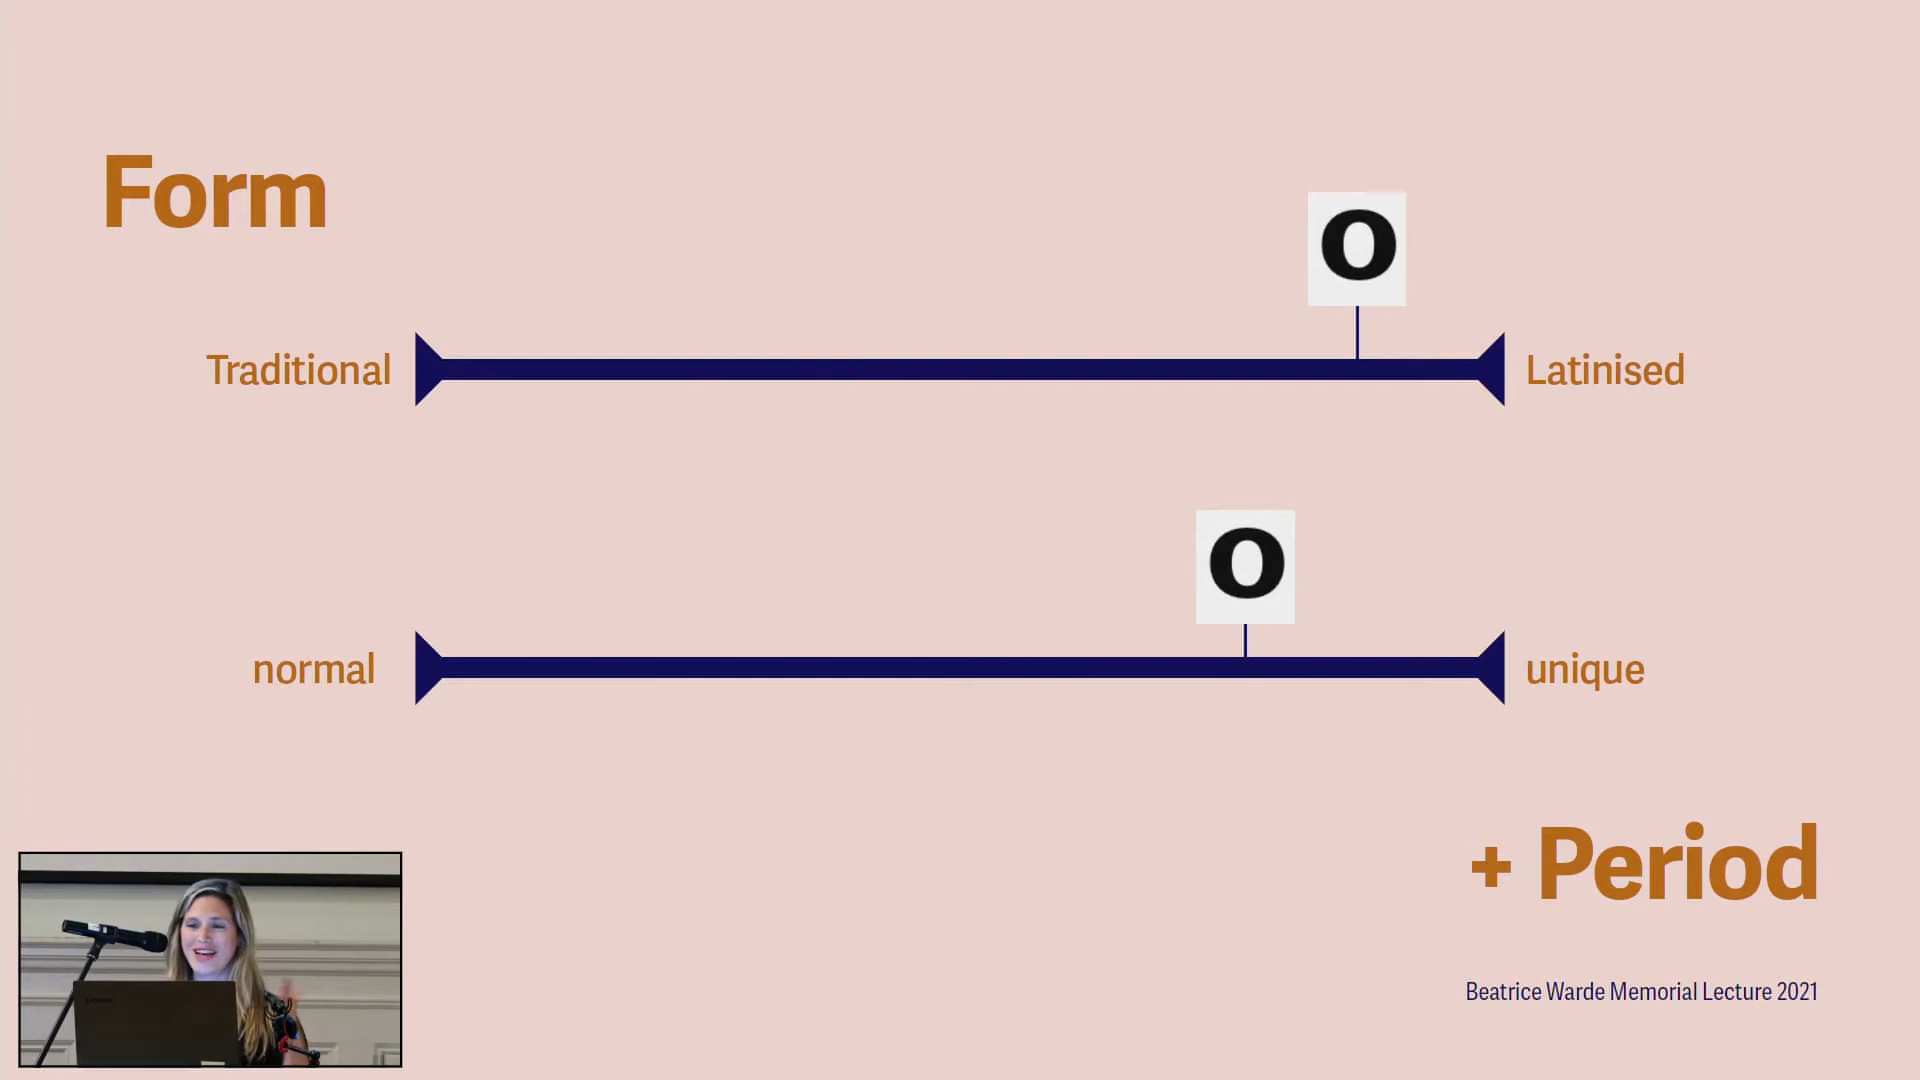 Form
o
Traditional
Latinised
o
normal
unique
+ Period
Beatrice Warde Memorial Lecture 2021